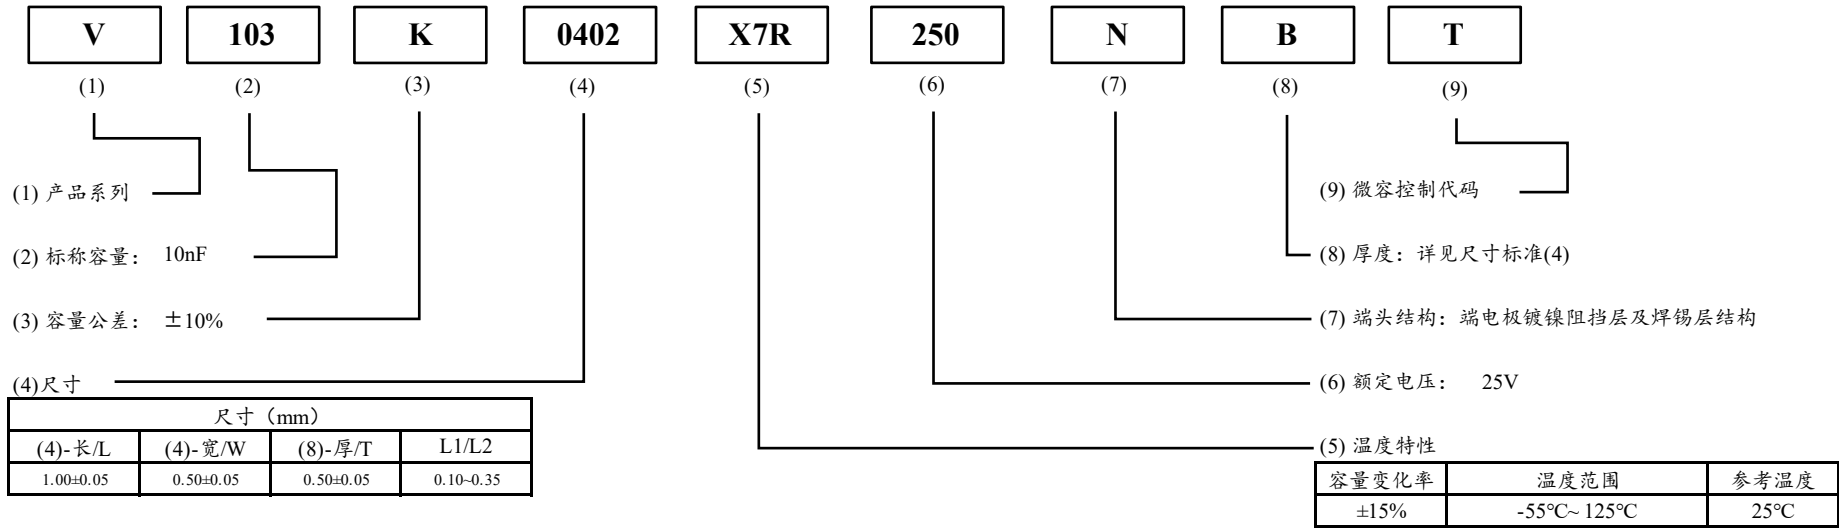 V 103 K 0402 X7R 250 N B T
(1) (2) (3) (4) (5) (6) (7) (8) (9)
(1) 产品系列
(9) 微容控制代码
(2) 标称容量： 10nF
(8) 厚度：详见尺寸标准(4)
(3) 容量公差： ±10%
(7) 端头结构：端电极镀镍阻挡层及焊锡层结构
(4)尺寸
(6) 额定电压： 25V
尺寸（mm）
(4)-长/L (4)-宽/W (8)-厚/T L1/L2
1.00±0.05 0.50±0.05 0.50±0.05 0.10~0.35
(5) 温度特性
容量变化率 温度范围 参考温度
±15% -55℃~ 125℃ 25℃